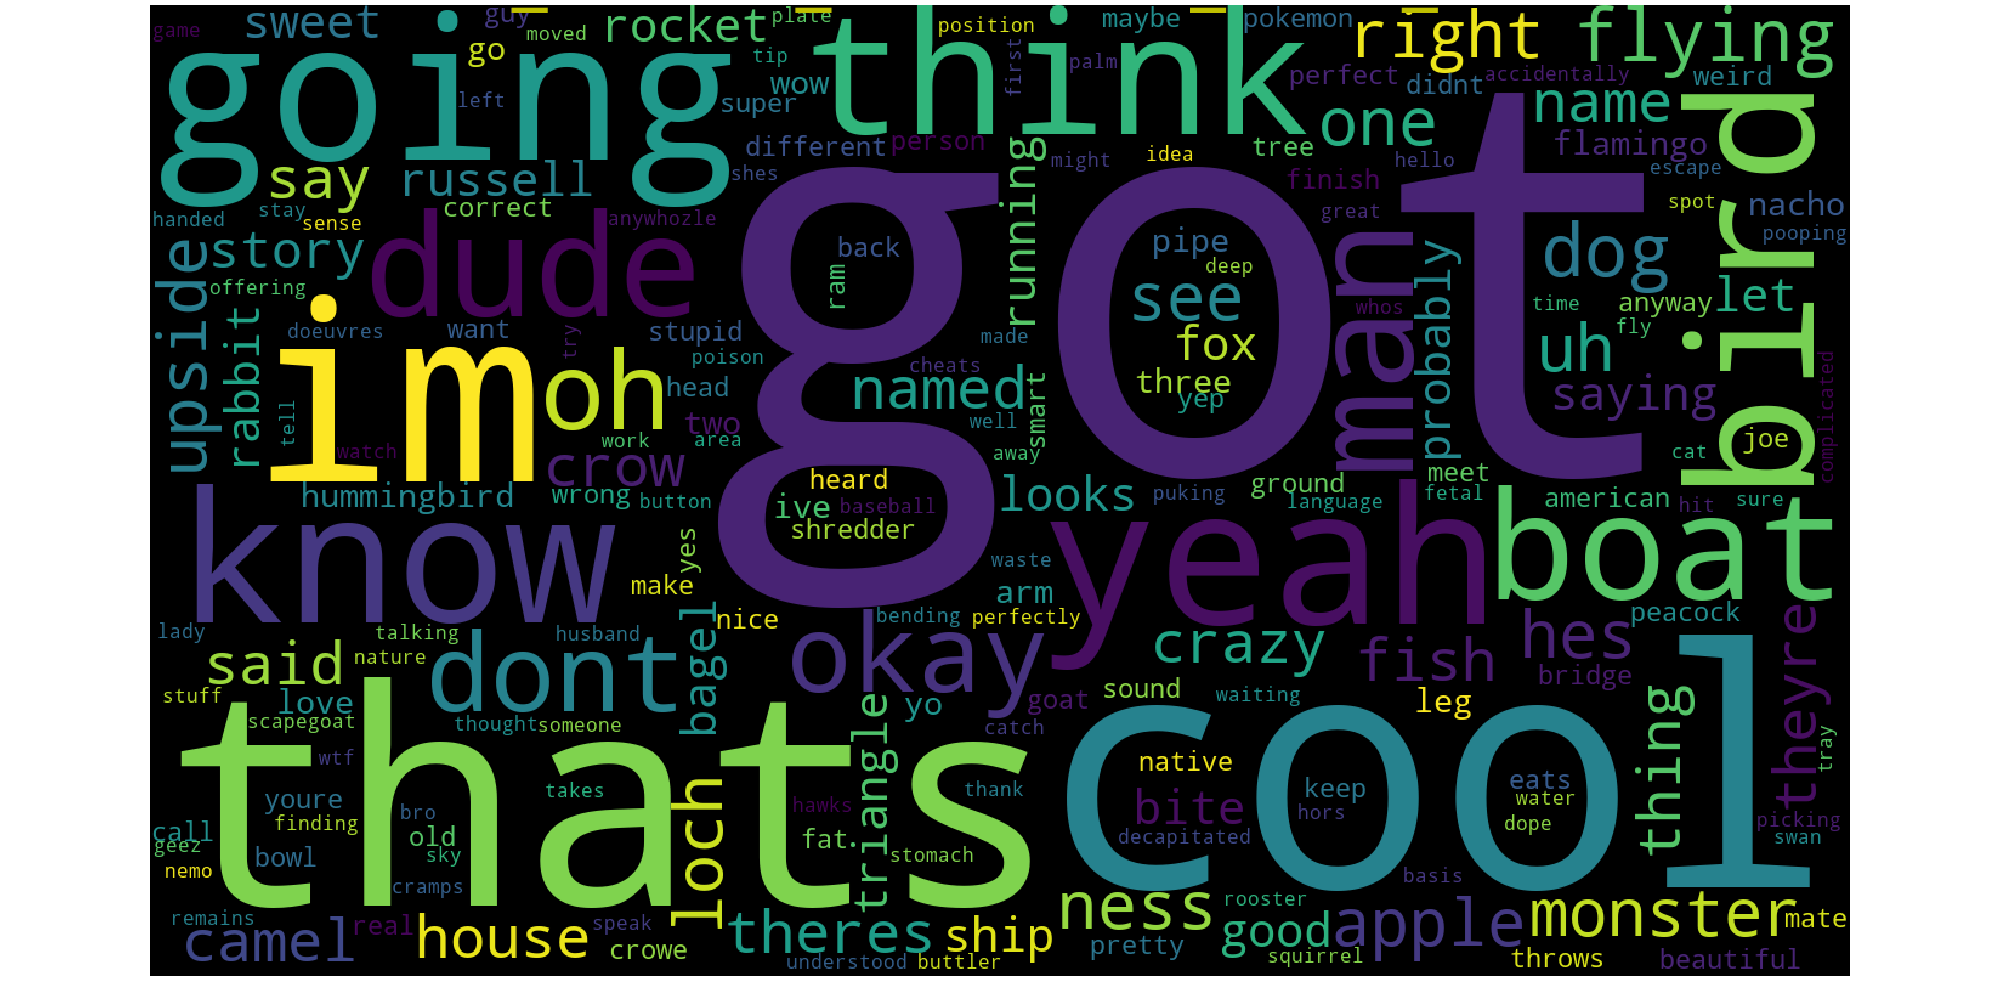 game
sweet
guy
moved
rocket
plate
position
maybe
pokemon
right
flying
going
go
left
tip
wow
super
think
first
palm
perfect
didnt
accidentally
weird
one
name
bird
say
russell
different
person
shes
running
might
idea
tree
hello
finish
flamingo
escape
handed
stay
sense
correct
anywhozle
dude
got
great
spot
nacho
pooping
upside
story
offering
back
ram
pipe
deep
see
man
probably
dog
rabbit
doeuvres
want
try
stupid
poison
made
whos
time
anyway
let
fly
im
oh
head
cheats
fox
three
yep
uh
saying
complicated
tell
watch
two
work
area
named
well
smart
away
joe
cat
crow
heard
looks
puking
ground
language
meet
fetal
american
hit
sure
hummingbird
wrong
button
ive
baseball
shredder
know
yes
make
waste
arm
yeah
boat
lady
talking
husband
nice
bending
perfectly
peacock
said
nature
dont
bagel
okay
crazy
fish
hes
bridge
theyre
stuff
love
scapegoat
thought
someone
triangle
yo
goat
catch
sound
waiting
leg
thing
tray
thats
wtf
cool
native
keep
eats
water
dope
hors
youre
bro
takes
loch
hawks
thank
bite
decapitated
picking
swan
call
geez
finding
old
sky
fat
stomach
bowl
nemo
cramps
basis
remains
camel
real
house
speak
crowe
theres
understood
buttler
ship
ness
pretty
rooster
good
squirrel
apple
monster
mate
throws
beautiful